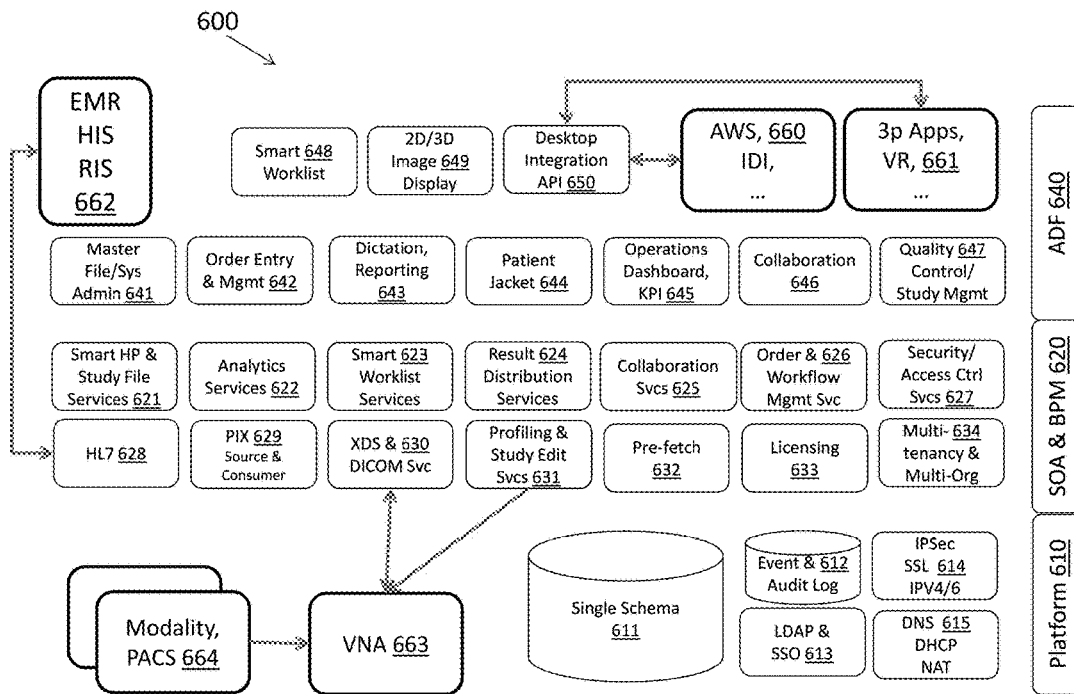 600
EMR
HIS
RIS
662
Smart 648
Worklist
2D/3D
Image 649
Display
Desktop
Integration
API 650
AWS, 660
IDI,
...
3p Apps,
VR, 661
...
ADF 640
Master
File/Sys
Admin 641
Order Entry
& Mgmt 642
Dictation,
Reporting
643
Patient
Jacket 644
Operations
Dashboard,
KPI 645
Collaboration
646
Quality 647
Control/
Study Mgmt
Smart HP &
Study File
Services 621
Analytics
Services 622
Smart 623
Worklist
Services
Result 624
Distribution
Services
Collaboration
Svcs 625
Order & 626
Workflow
Mgmt Svc
Security/
Access Ctrl
Svcs 627
SOA & BPM 620
HL7 628
PIX 629
Source &
Consumer
XDS & 630
DICOM Svc
Profiling &
Study Edit
Svcs 631
Pre-fetch
632
Licensing
633
Multi- 634
tenancy &
Multi-Org
Modality,
PACS 664
VNA 663
Single Schema
611
Event & 612
Audit Log
IPSec
SSL 614
IPV4/6
LDAP &
SSO 613
DNS 615
DHCP
NAT
Platform 610